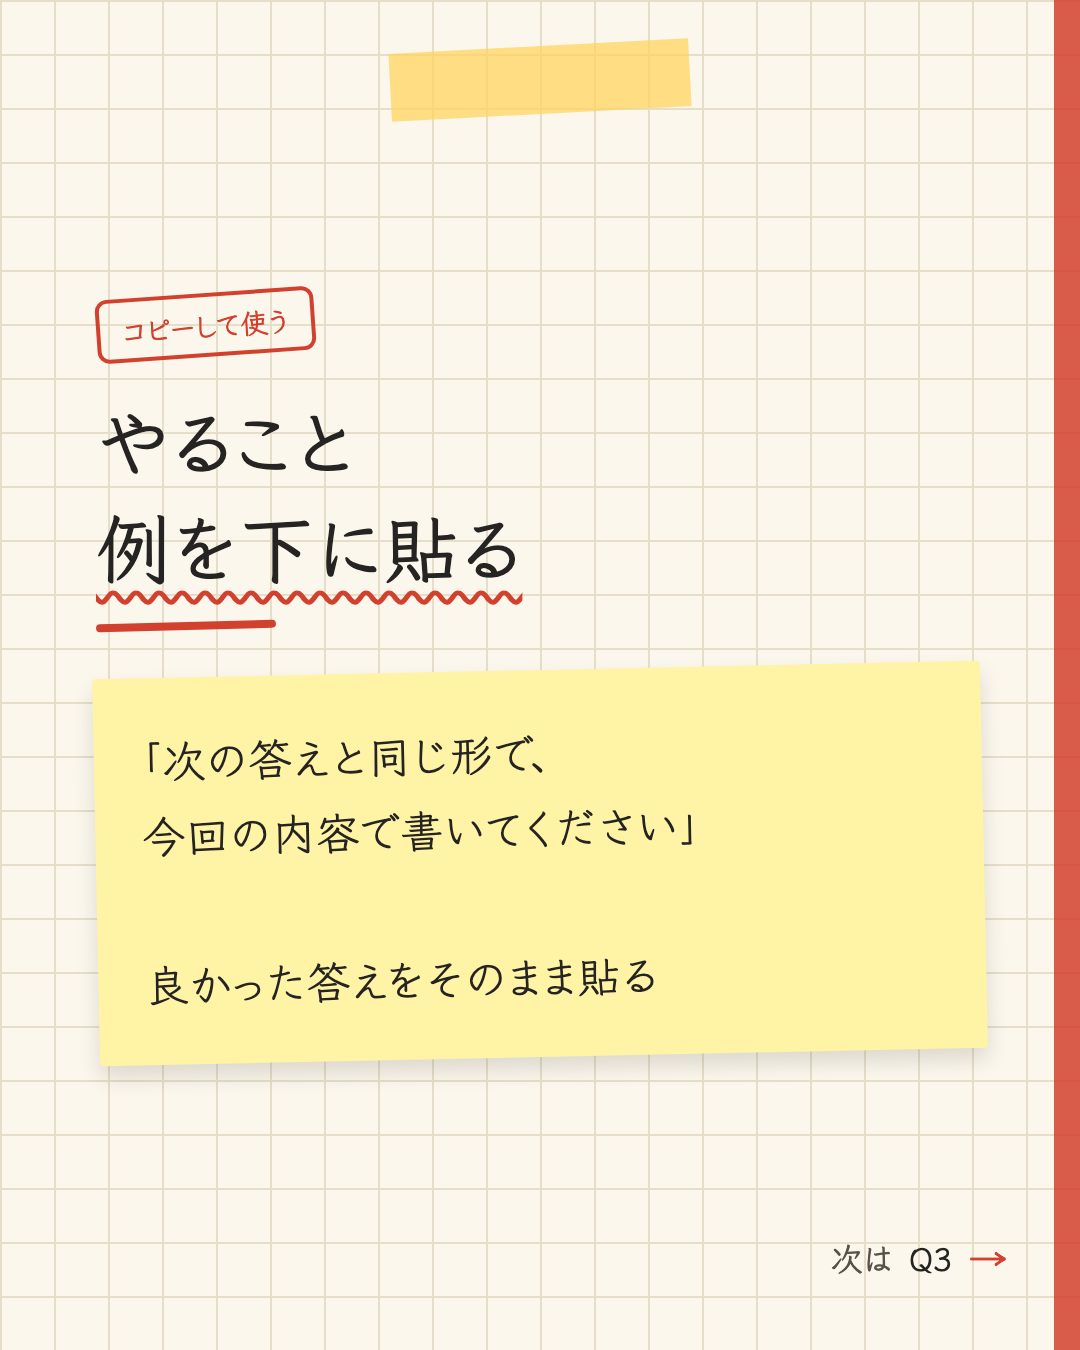 コピーして使う
やること
例を下に貼る
「次の答えと同じ形で、
今回の内容で書いてください」
良かった答えをそのまま貼る
次は Q3 →